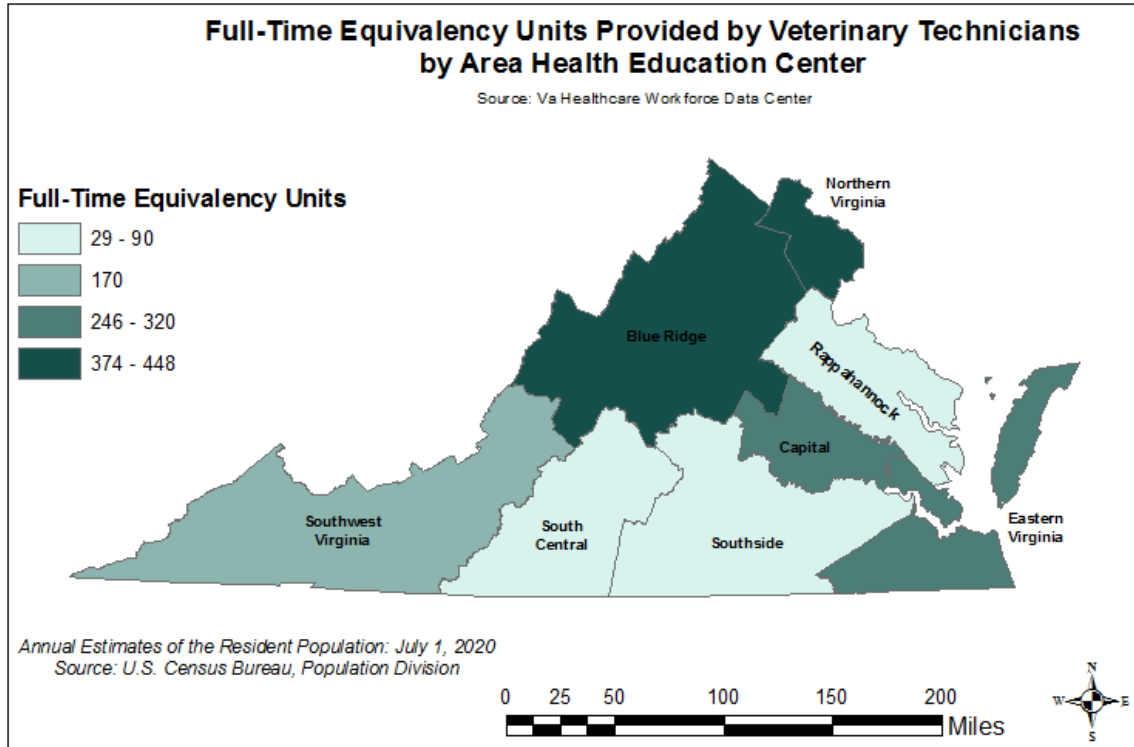 Full-Time Equivalency Units Provided by Veterinary Technicians
by Area Health Education Center
Source: Va Healthcare Workforce Data Center
Full-Time Equivalency Units
29 - 90
170
246 - 320
374 - 448
Northern
Virginia
Blue Ridge
Rappahannock
Capital
Southwest
Virginia
South
Central
Southside
Eastern
Virginia
Annual Estimates of the Resident Population: July 1, 2020
Source: U.S. Census Bureau, Population Division
0 25 50 100 150 200
Miles
N
W E
S